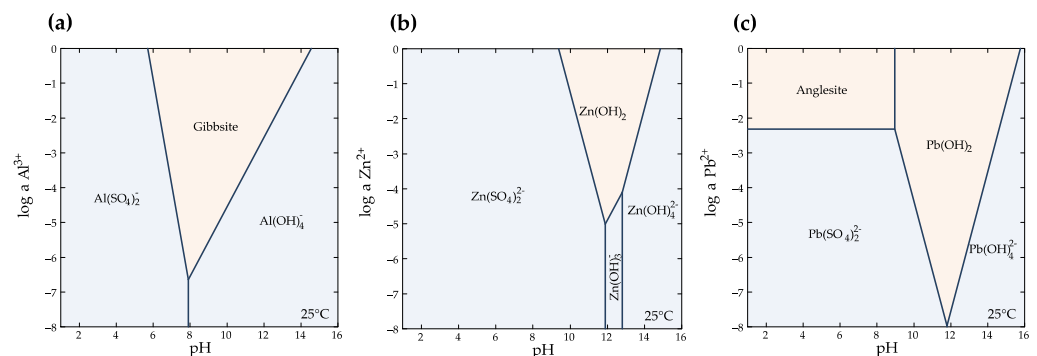 (a)
(b)
(c)
log a Al³⁺
0
−1
−2
−3
−4
−5
−6
−7
−8
Gibbsite
Al(SO₄)₂⁻
Al(OH)₄⁻
25°C
2 4 6 8 10 12 14 16
pH
log a Zn²⁺
0
−1
−2
−3
−4
−5
−6
−7
−8
Zn(OH)₂
Zn(SO₄)₂²⁻
Zn(OH)₄²⁻
Zn(OH)₃⁻
25°C
2 4 6 8 10 12 14 16
pH
log a Pb²⁺
0
−1
−2
−3
−4
−5
−6
−7
−8
Anglesite
Pb(OH)₂
Pb(SO₄)₂²⁻
Pb(OH)₄²⁻
25°C
2 4 6 8 10 12 14 16
pH